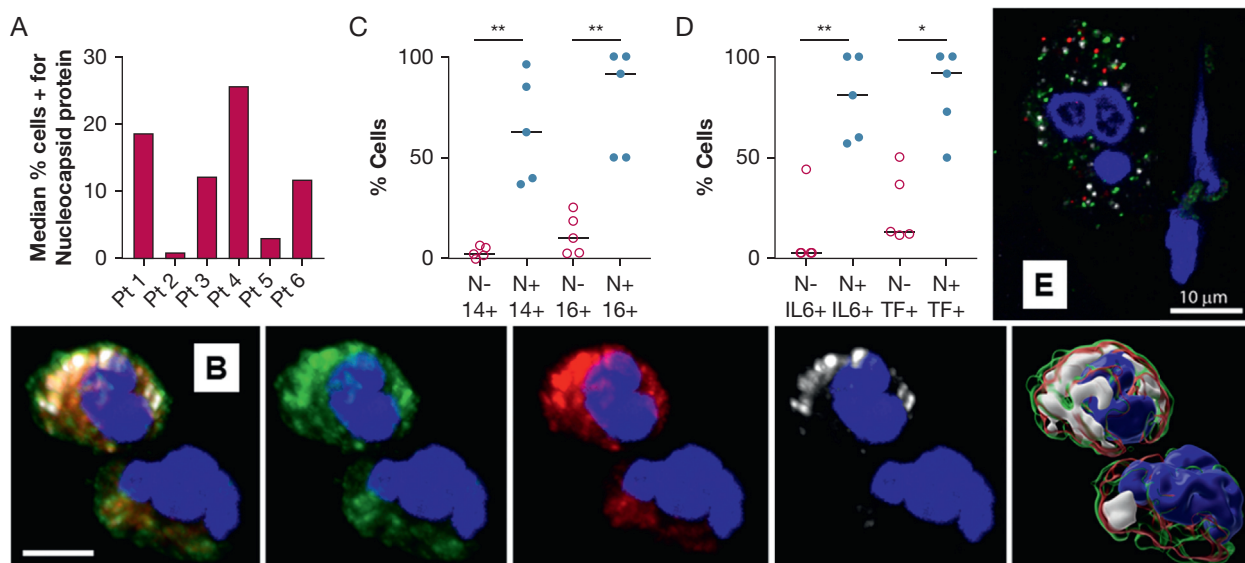 A
Median % cells + for
Nucleocapsid protein
30
20
10
0
Pt 1
Pt 2
Pt 3
Pt 4
Pt 5
Pt 6
C
% Cells
100
50
0
**
**
N- N+ N- N+
14+ 14+ 16+ 16+
D
% Cells
100
50
0
**
*
N- N+ N- N+
IL6+ IL6+ TF+ TF+
E
10 μm
B